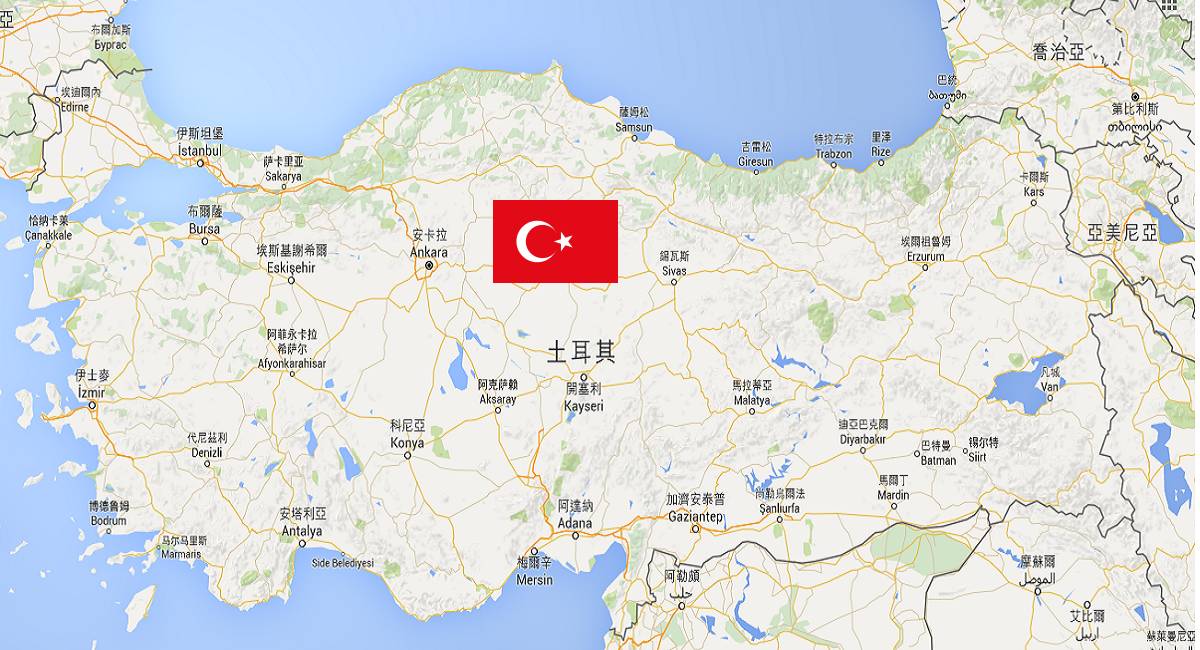 亞
布爾加斯
Бургас
喬治亞
巴統
ბათუმი
第比利斯
თბილისი
埃迪爾內
Edirne
伊斯坦堡
İstanbul
萨卡里亚
Sakarya
薩姆松
Samsun
吉雷松
Giresun
特拉布宗
Trabzon
里澤
Rize
卡爾斯
Kars
亞美尼亞
恰纳卡莱
Çanakkale
布爾薩
Bursa
埃斯基謝希爾
Eskişehir
安卡拉
Ankara
錫瓦斯
Sivas
埃爾祖魯姆
Erzurum
阿菲永卡拉
希萨尔
Afyonkarahisar
土耳其
開塞利
Kayseri
伊士麥
İzmir
阿克萨赖
Aksaray
馬拉蒂亞
Malatya
凡城
Van
代尼茲利
Denizli
科尼亞
Konya
迪亞巴克爾
Diyarbakır
巴特曼
Batman
锡尔特
Siirt
馬爾丁
Mardin
博德魯姆
Bodrum
马尔马里斯
Marmaris
安塔利亞
Antalya
Side Belediyesi
阿達納
Adana
梅爾辛
Mersin
加濟安泰普
Gaziantep
尚勒烏爾法
Şanlıurfa
阿勒頗
حلب
摩蘇爾
الموصل
艾比爾
اربيل
蘇萊曼尼亞